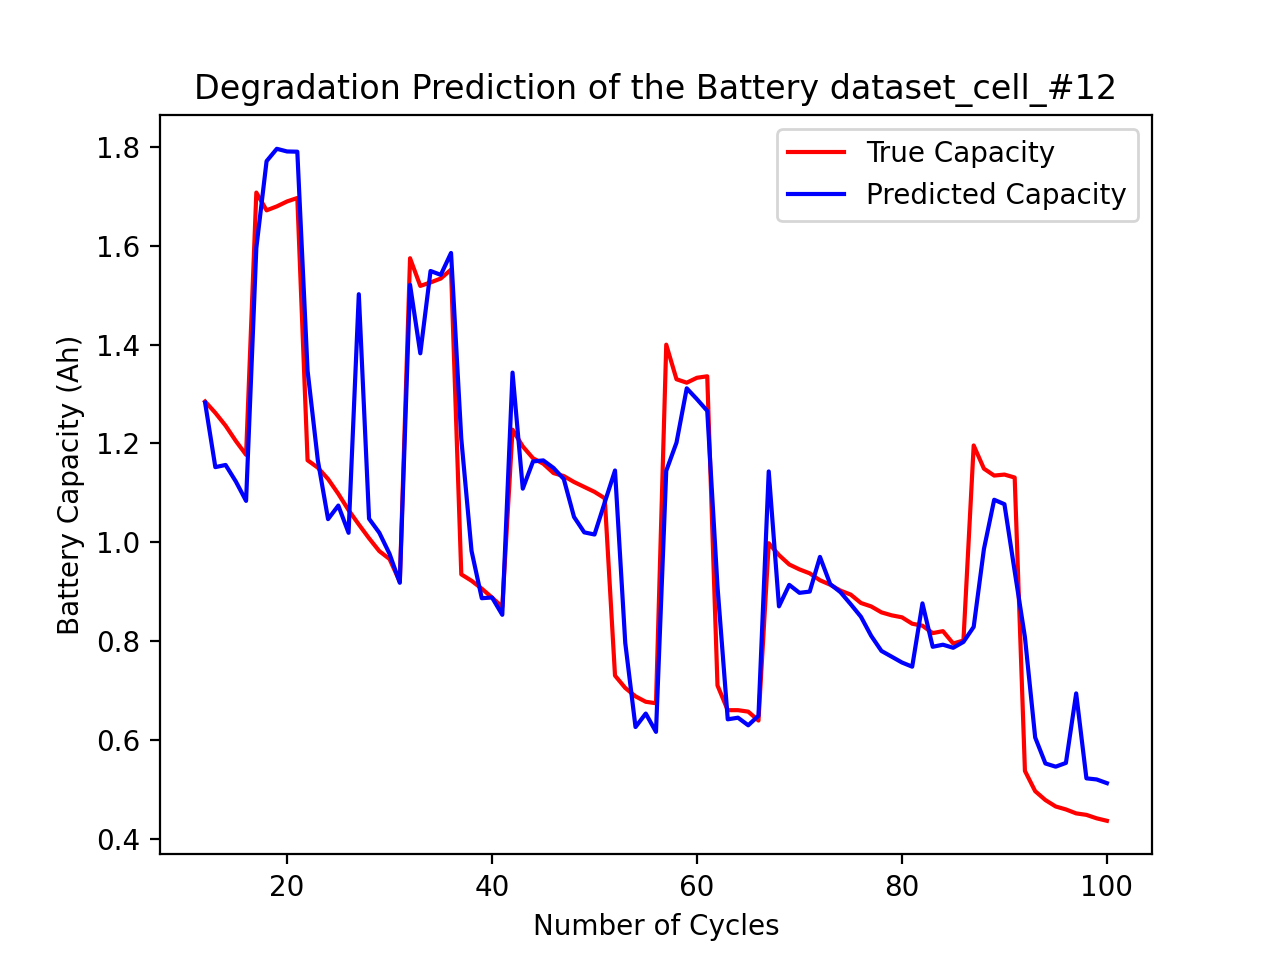 Degradation Prediction of the Battery dataset_cell_#12
True Capacity
Predicted Capacity
Battery Capacity (Ah)
1.8
1.6
1.4
1.2
1.0
0.8
0.6
0.4
20 40 60 80 100
Number of Cycles